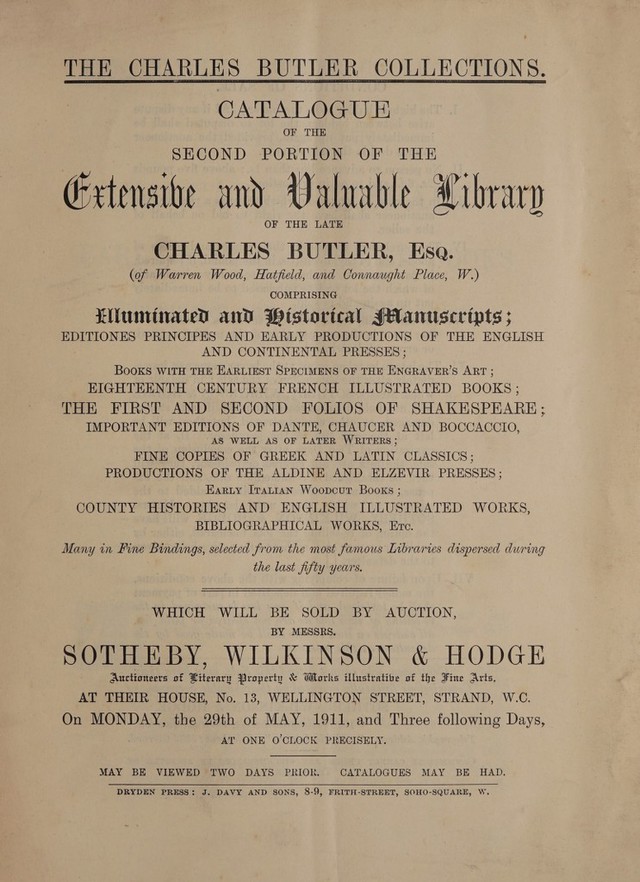 THE CHARLES BUTLER COLLECTIONS.
CATALOGUE
OF THE
SECOND PORTION OF THE
Extensive and Valuable Library
OF THE LATE
CHARLES BUTLER, ESQ.
(of Warren Wood, Hatfield, and Connaught Place, W.)
COMPRISING
Illuminated and Historical Manuscripts;
EDITIONES PRINCIPES AND EARLY PRODUCTIONS OF THE ENGLISH
AND CONTINENTAL PRESSES;
BOOKS WITH THE EARLIEST SPECIMENS OF THE ENGRAVER'S ART;
EIGHTEENTH CENTURY FRENCH ILLUSTRATED BOOKS;
THE FIRST AND SECOND FOLIOS OF SHAKESPEARE;
IMPORTANT EDITIONS OF DANTE, CHAUCER AND BOCCACCIO,
AS WELL AS OF LATER WRITERS;
FINE COPIES OF GREEK AND LATIN CLASSICS;
PRODUCTIONS OF THE ALDINE AND ELZEVIR PRESSES;
EARLY ITALIAN WOODCUT BOOKS;
COUNTY HISTORIES AND ENGLISH ILLUSTRATED WORKS,
BIBLIOGRAPHICAL WORKS, ETC.
Many in Fine Bindings, selected from the most famous Libraries dispersed during
the last fifty years.
WHICH WILL BE SOLD BY AUCTION,
BY MESSRS.
SOTHEBY, WILKINSON & HODGE
Auctioneers of Literary Property & Works illustrative of the Fine Arts,
AT THEIR HOUSE, No. 13, WELLINGTON STREET, STRAND, W.C.
On MONDAY, the 29th of MAY, 1911, and Three following Days,
AT ONE O'CLOCK PRECISELY.
MAY BE VIEWED TWO DAYS PRIOR. CATALOGUES MAY BE HAD.
DRYDEN PRESS: J. DAVY AND SONS, 8-9, FRITH-STREET, SOHO-SQUARE, W.